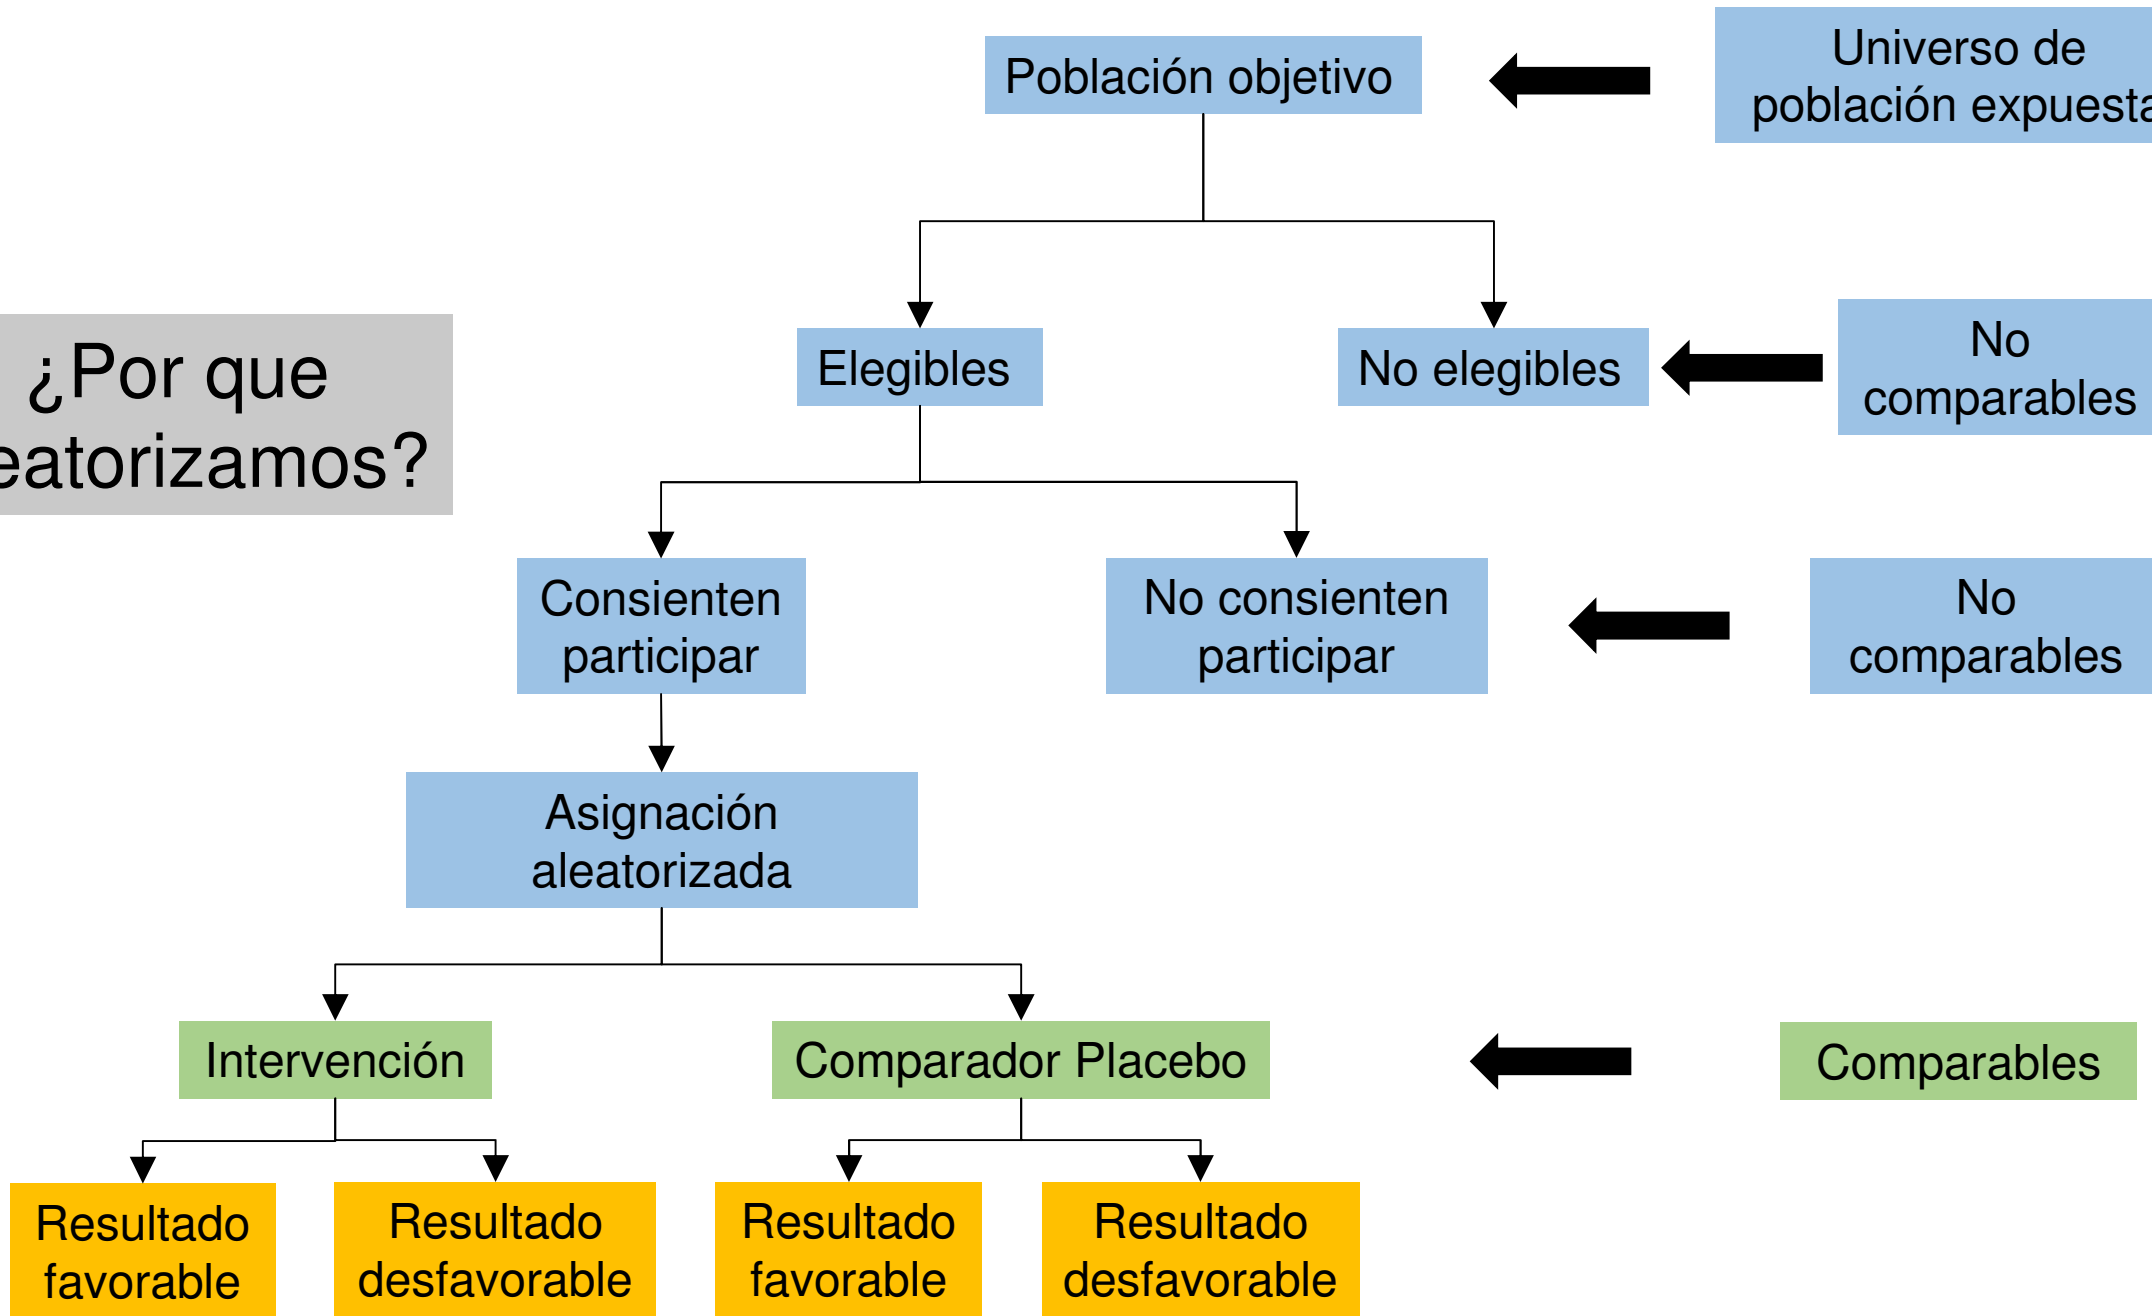 Población objetivo
Universo de
población expuesta
¿Por que
eatorizamos?
Elegibles
No elegibles
No
comparables
Consienten
participar
No consienten
participar
No
comparables
Asignación
aleatorizada
Intervención
Comparador Placebo
Comparables
Resultado
favorable
Resultado
desfavorable
Resultado
favorable
Resultado
desfavorable